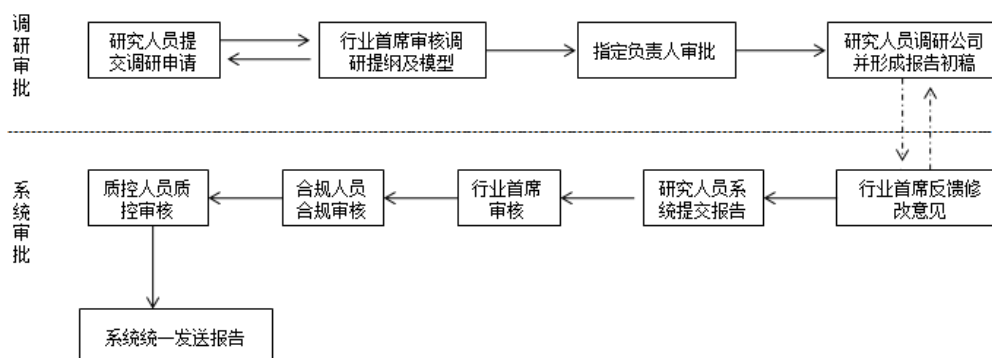 调
研
审
批
研究人员提
交调研申请
行业首席审核调
研提纲及模型
指定负责人审批
研究人员调研公司
并形成报告初稿
系
统
审
批
质控人员质
控审核
合规人员
合规审核
行业首席
审核
研究人员系
统提交报告
行业首席反馈修
改意见
系统统一发送报告